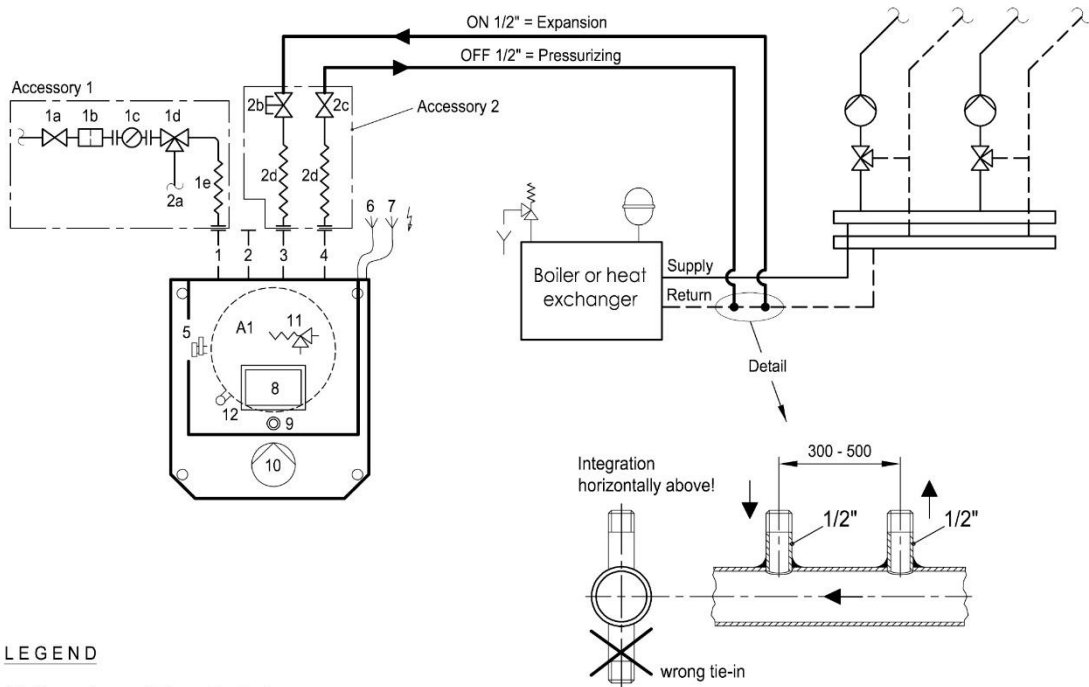 ON 1/2" = Expansion
OFF 1/2" = Pressurizing
Accessory 1
1a 1b 1c 1d
1e
2a
2b 2c
Accessory 2
2d 2d
6 7
1 2 3 4
Boiler or heat
exchanger
Supply
Return
5
A1
11
8
12
9
10
Detail
300 - 500
Integration
horizontally above!
1/2" 1/2"
wrong tie-in
LEGEND